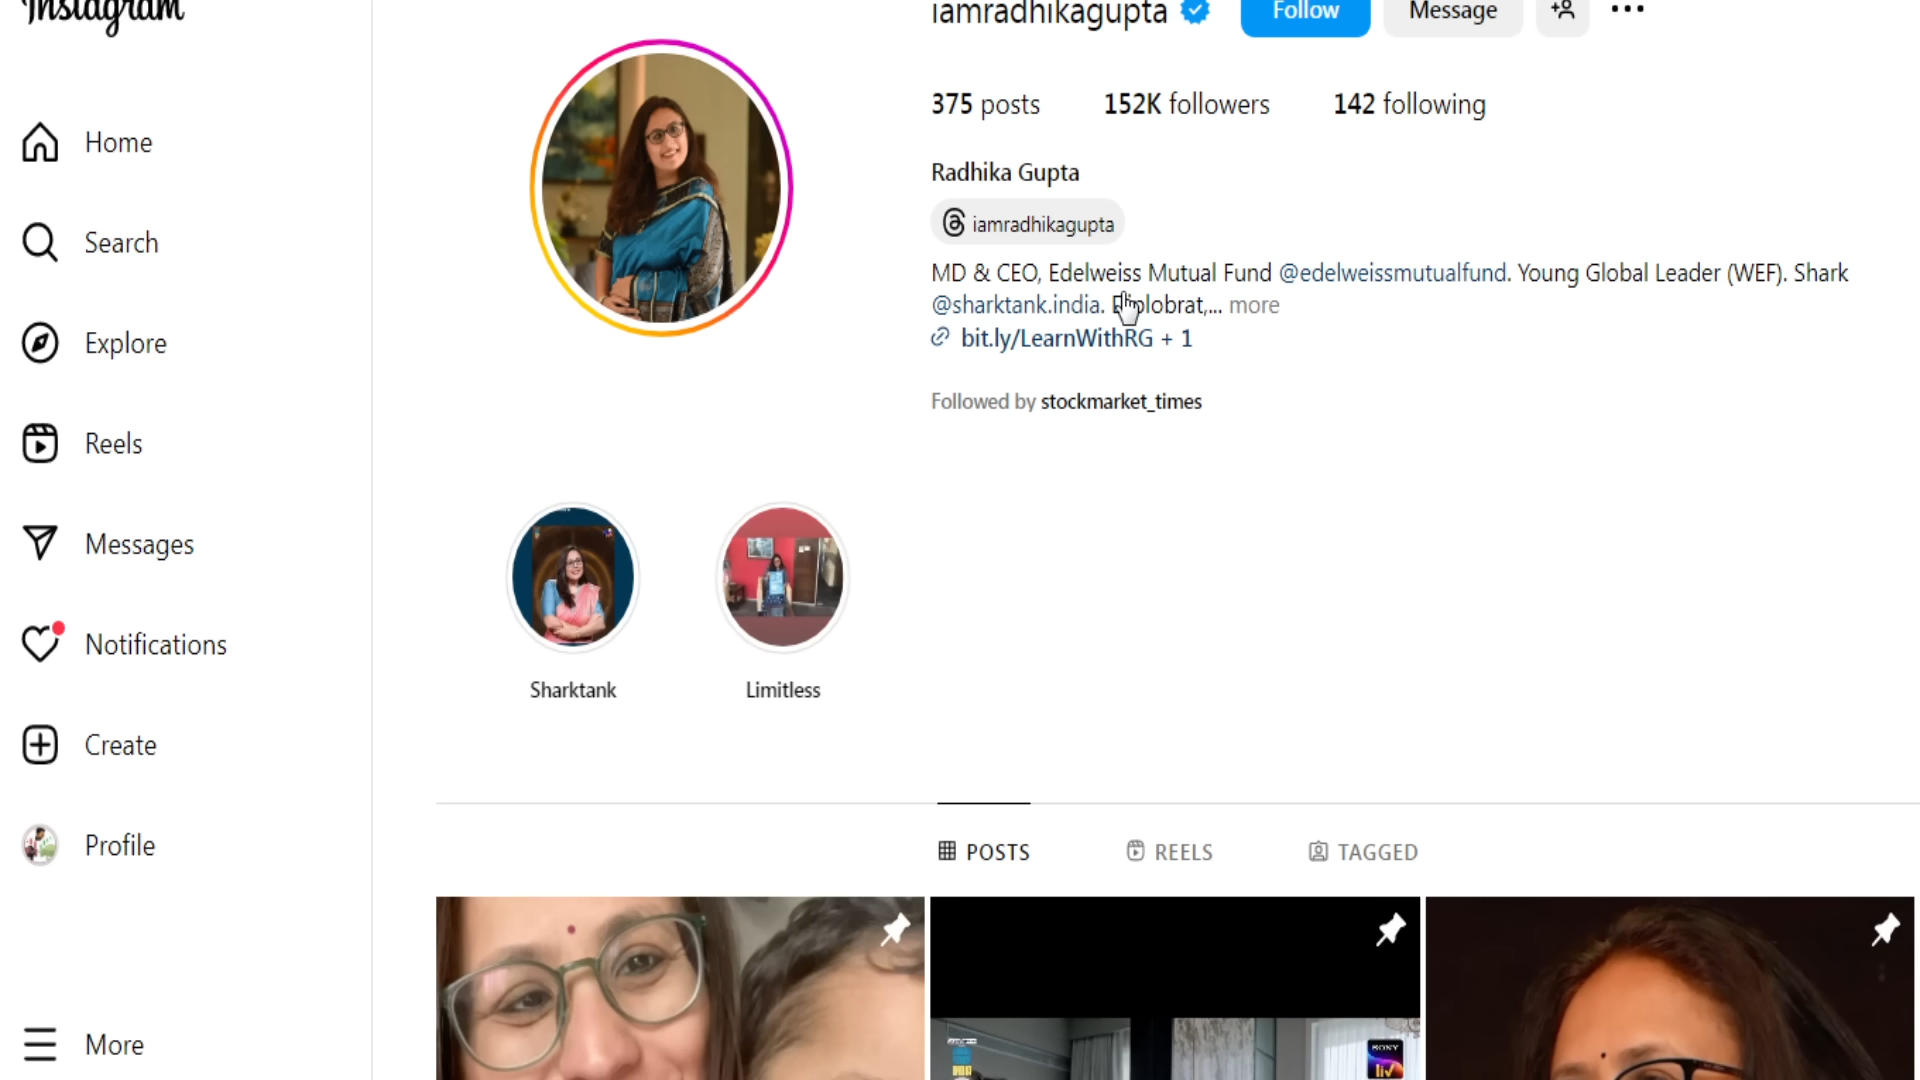 Instagram
iamradhikagupta Follow Message
375 posts 152K followers 142 following
Home
Radhika Gupta
iamradhikagupta
Search
MD & CEO, Edelweiss Mutual Fund @edelweissmutualfund. Young Global Leader (WEF). Shark
@sharktank.india. ... more
bit.ly/LearnWithRG + 1
Explore
Followed by stockmarket_times
Reels
Messages
Notifications
Sharktank Limitless
Create
Profile
POSTS REELS TAGGED
More
SONY
liv